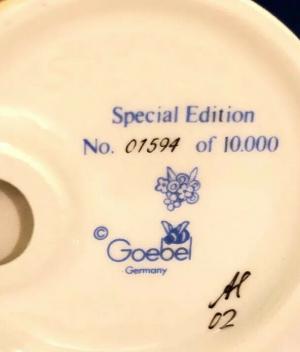 Special Edition
No. 01594 of 10.000
©
Goebel
Germany
02